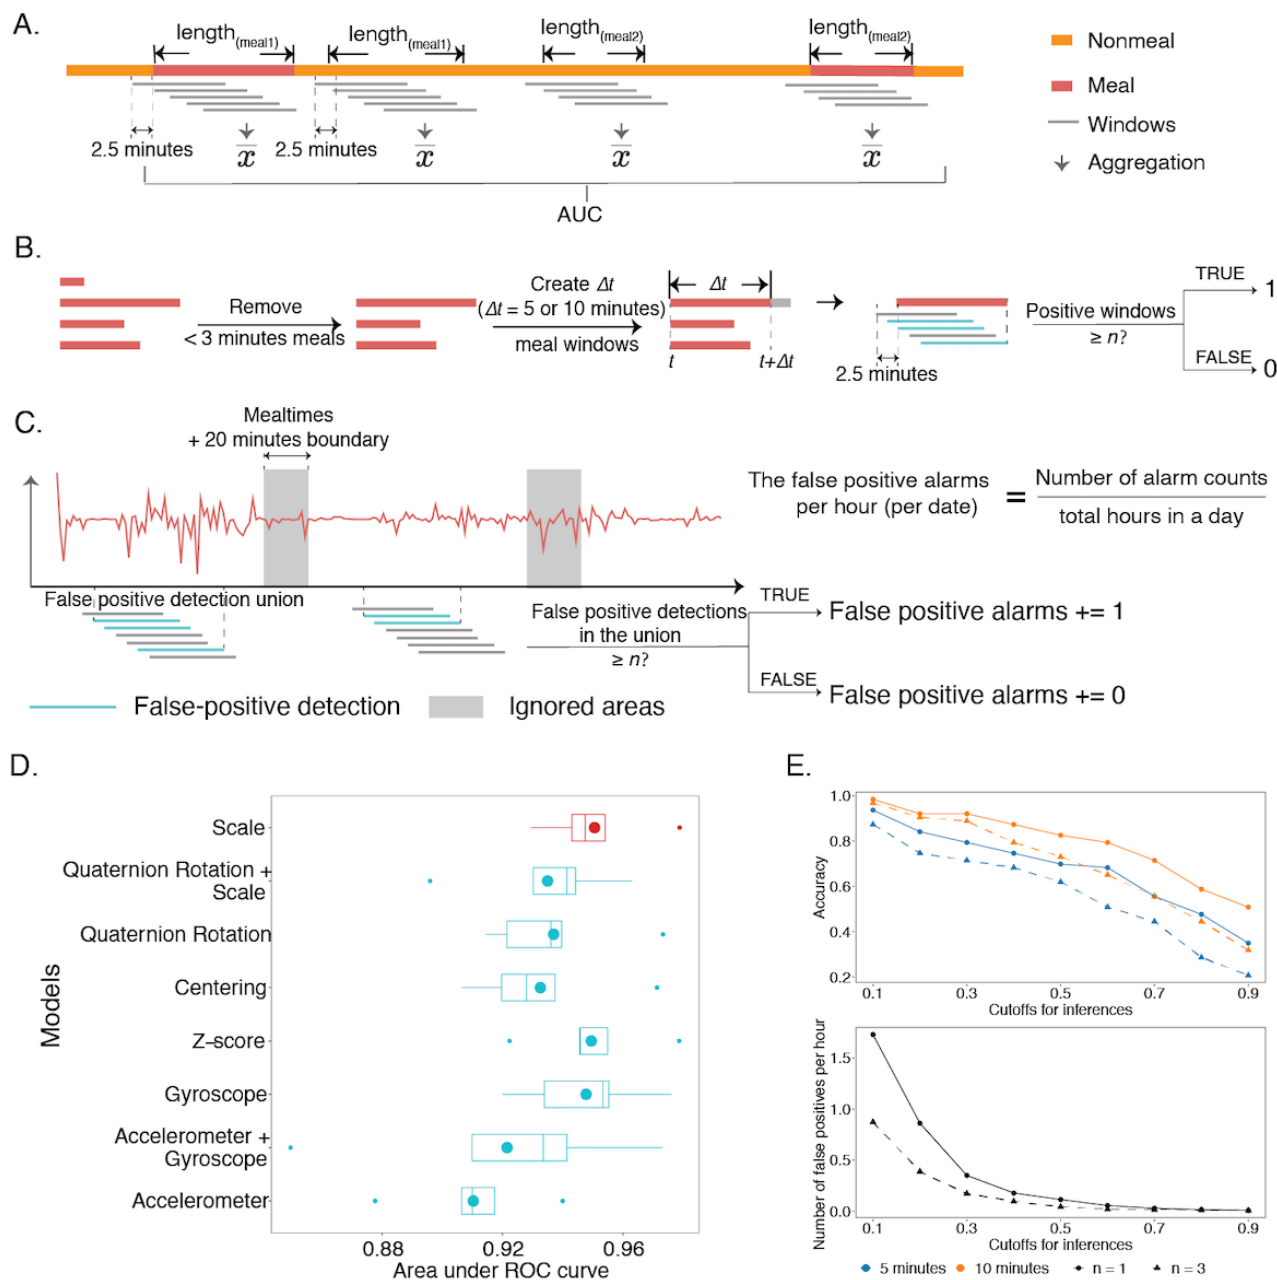 A.
length(meal1)
length(meal1)
length(meal2)
length(meal2)
Nonmeal
Meal
Windows
Aggregation
2.5 minutes
x
2.5 minutes
x
x
x
AUC
B.
Remove
< 3 minutes meals
Create Δt
(Δt = 5 or 10 minutes)
meal windows
Δt
t
t+Δt
2.5 minutes
Positive windows
≥ n?
TRUE
1
FALSE
0
C.
Mealtimes
+ 20 minutes boundary
The false positive alarms
per hour (per date)
=
Number of alarm counts
total hours in a day
False positive detection union
False positive detections
in the union
≥ n?
TRUE
False positive alarms += 1
FALSE
False positive alarms += 0
False-positive detection
Ignored areas
D.
Models
Scale
Quaternion Rotation +
Scale
Quaternion Rotation
Centering
Z-score
Gyroscope
Accelerometer +
Gyroscope
Accelerometer
0.88
0.92
0.96
Area under ROC curve
E.
Accuracy
1.0
0.8
0.6
0.4
0.2
0.1
0.3
0.5
0.7
0.9
Cutoffs for inferences
Number of false positives per hour
1.5
1.0
0.5
0.0
0.1
0.3
0.5
0.7
0.9
Cutoffs for inferences
5 minutes
10 minutes
n = 1
n = 3